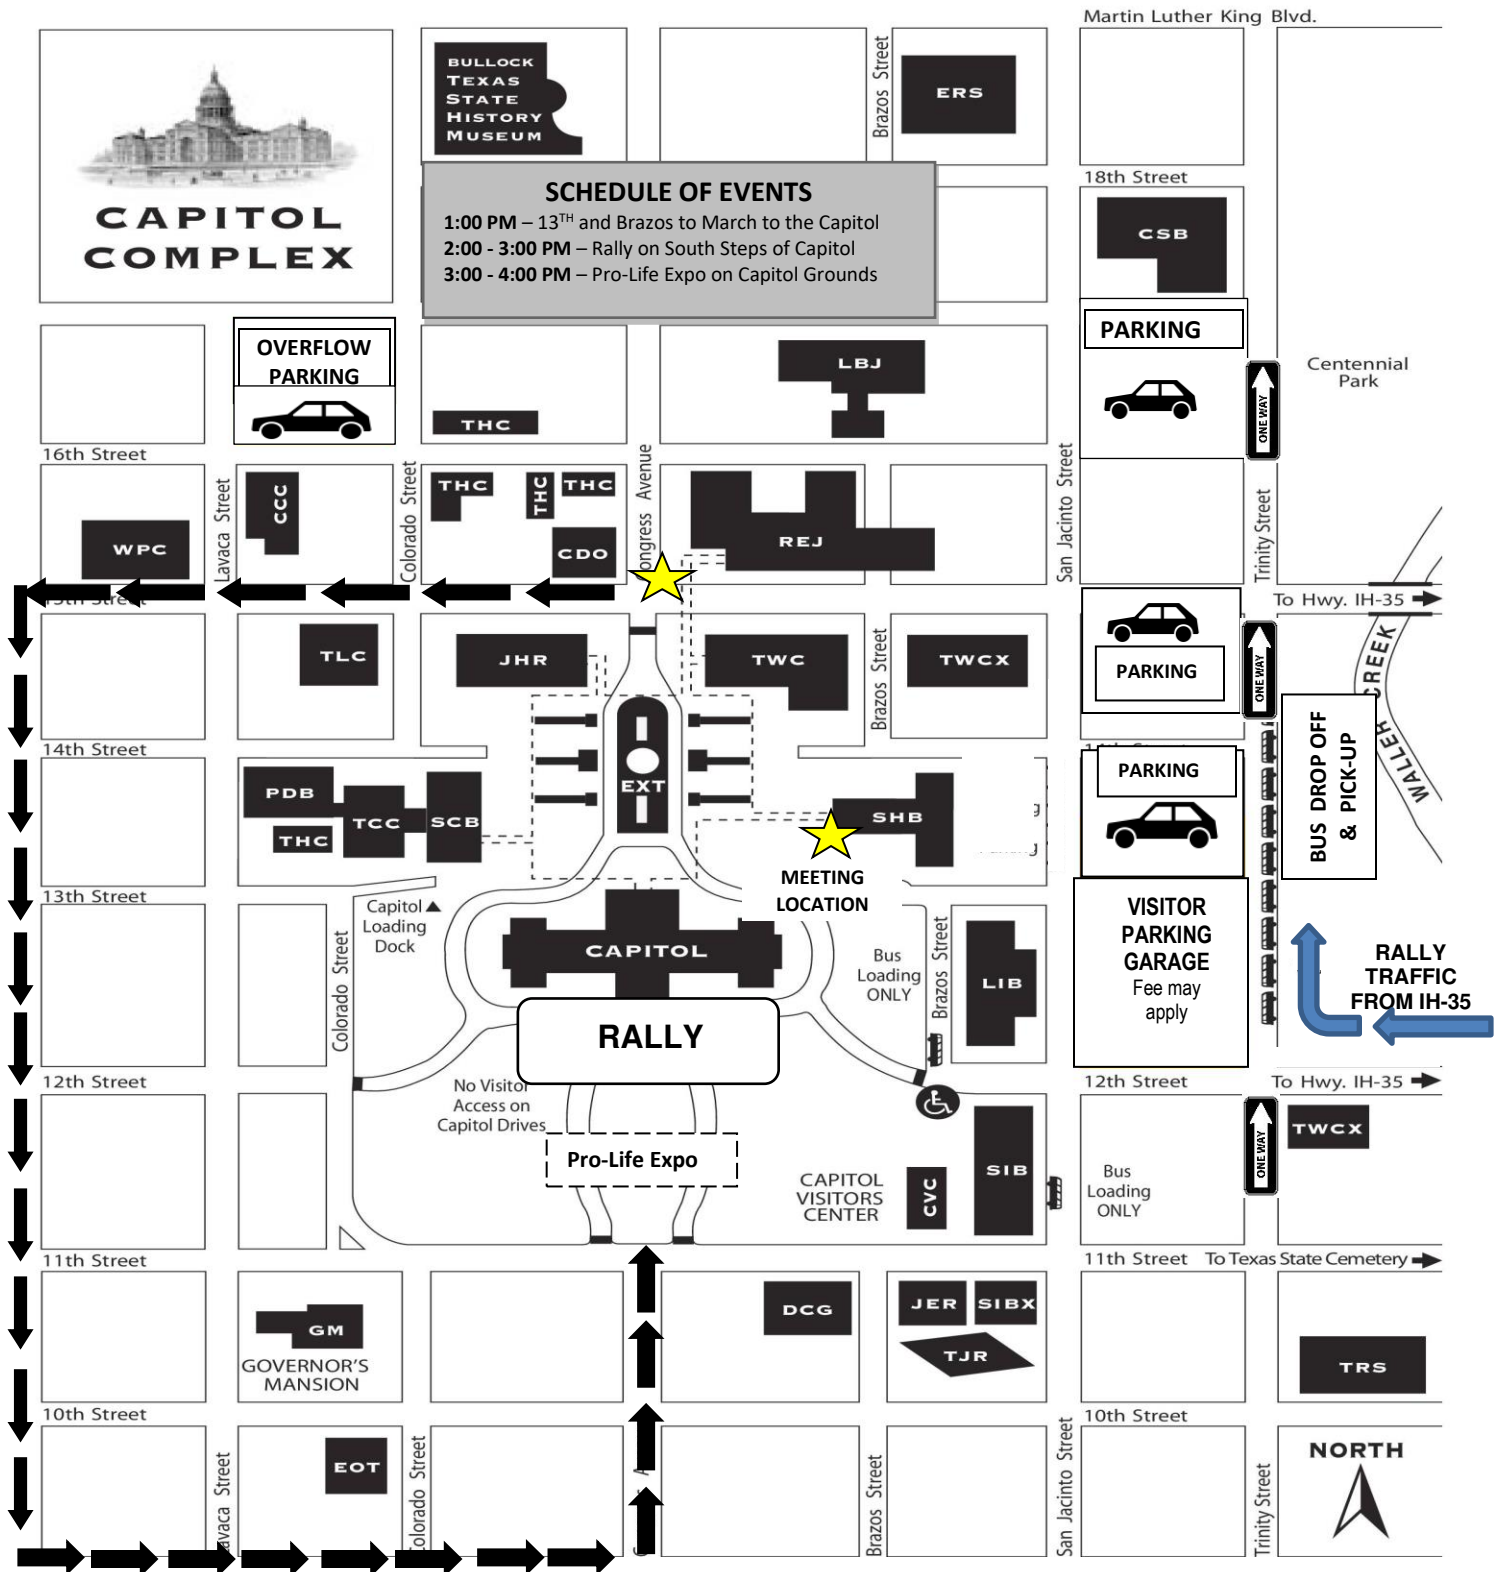 Martin Luther King Blvd.
CAPITOL
COMPLEX
BULLOCK
TEXAS
STATE
HISTORY
MUSEUM
Brazos Street
ERS
18th Street
SCHEDULE OF EVENTS
1:00 PM – 13TH and Brazos to March to the Capitol
2:00 - 3:00 PM – Rally on South Steps of Capitol
3:00 - 4:00 PM – Pro-Life Expo on Capitol Grounds
CSB
OVERFLOW
PARKING
PARKING
LBJ
THC
ONE WAY
Centennial
Park
16th Street
Lavaca Street
Colorado Street
Congress Avenue
San Jacinto Street
Trinity Street
WPC
CCC
THC
THC
THC
CDO
REJ
To Hwy. IH-35
TLC
JHR
TWC
Brazos Street
TWCX
PARKING
ONE WAY
WALLER CREEK
14th Street
EXT
PDB
THC
TCC
SCB
SHB
PARKING
BUS DROP OFF
& PICK-UP
MEETING
LOCATION
13th Street
Capitol
Loading
Dock
Colorado Street
CAPITOL
Bus
Loading
ONLY
Brazos Street
LIB
VISITOR
PARKING
GARAGE
Fee may
apply
RALLY
TRAFFIC
FROM IH-35
RALLY
12th Street
No Visitor
Access on
Capitol Drives
12th Street
To Hwy. IH-35
Pro-Life Expo
CAPITOL
VISITORS
CENTER
CVC
SIB
Bus
Loading
ONLY
ONE WAY
TWCX
11th Street
11th Street
To Texas State Cemetery
GM
GOVERNOR'S
MANSION
DCG
JER
SIBX
TJR
TRS
10th Street
10th Street
EOT
Lavaca Street
Colorado Street
Brazos Street
San Jacinto Street
Trinity Street
NORTH